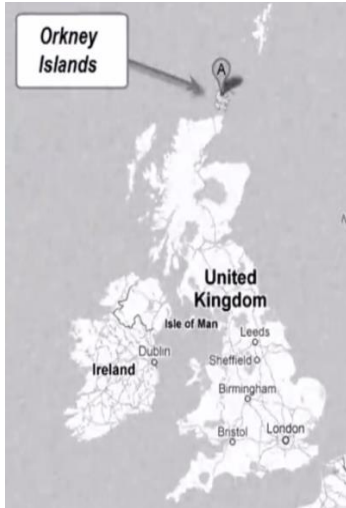 Orkney
Islands
A
United
Kingdom
Isle of Man
Leeds
Dublin
Sheffield
Ireland
Birmingham
Bristol
London